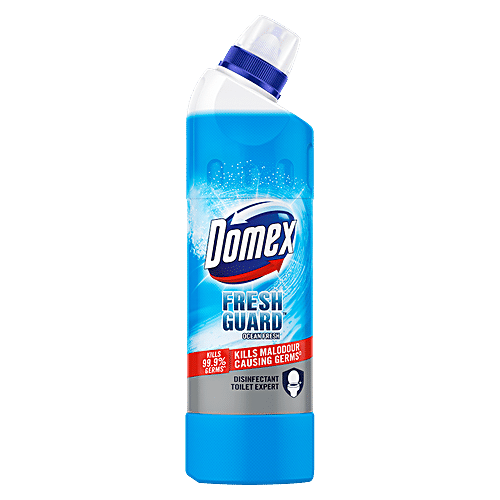 Domex
FRESH
GUARD™
OCEAN FRESH
KILLS
99.9%
GERMS*
KILLS MALODOUR
CAUSING GERMS^
DISINFECTANT
TOILET EXPERT